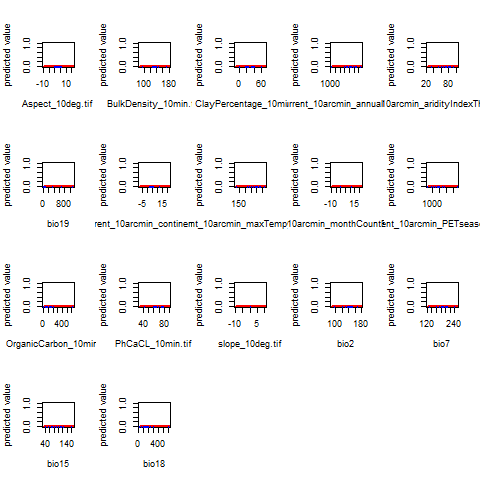 predicted value 0.0 1.0 -10 10 Aspect_10deg.tif
predicted value 0.0 1.0 100 180 BulkDensity_10min.
predicted value 0.0 1.0 0 60 ClayPercentage_10mi
predicted value 0.0 1.0 1000 rrent_10arcmin_annual
predicted value 0.0 1.0 20 80 10arcmin_aridityIndexTh
predicted value 0.0 1.0 0 800 bio19
predicted value 0.0 1.0 -5 15 rent_10arcmin_contine
predicted value 0.0 1.0 150 nt_10arcmin_maxTemp
predicted value 0.0 1.0 -10 15 10arcmin_monthCount
predicted value 0.0 1.0 1000 ent_10arcmin_PETseas
predicted value 0.0 1.0 0 400 OrganicCarbon_10mir
predicted value 0.0 1.0 40 80 PhCaCL_10min.tif
predicted value 0.0 1.0 -10 5 slope_10deg.tif
predicted value 0.0 1.0 100 180 bio2
predicted value 0.0 1.0 120 240 bio7
predicted value 0.0 1.0 40 140 bio15
predicted value 0.0 1.0 0 400 bio18